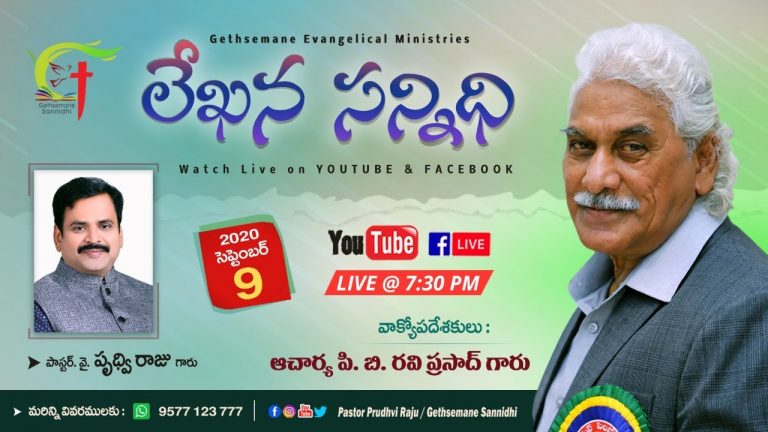 Gethsemane Evangelical Ministries
Gethsemane
Sannidhi
లేఖన సన్నిధి
Watch Live on YOUTUBE & FACEBOOK
2020
సెప్టెంబర్
9
YouTube
f LIVE
LIVE @ 7:30 PM
వాక్యోపదేశకులు :
ఆచార్య పి. బి. రవి ప్రసాద్ గారు
పాస్టర్. వై. పృథ్వి రాజు గారు
మరిన్ని వివరములకు : 9577 123 777
Pastor Prudhvi Raju / Gethsemane Sannidhi